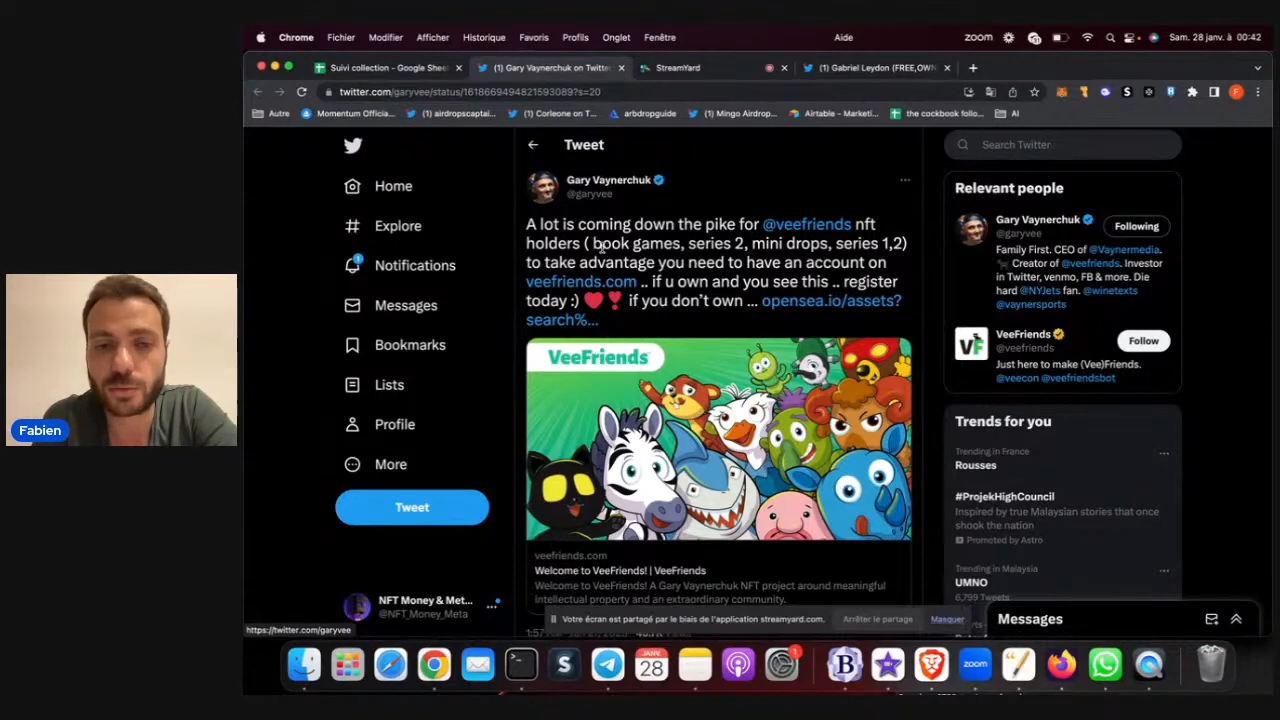 Chrome Fichier Modifier Afficher Historique Favoris Profils Onglet Fenêtre Aide zoom Sam. 28 janv. à 00:42
Suivi collection - Google Shee
(1) Gary Vaynerchuk on Twitte
StreamYard
(1) Gabriel Leydon (FREE,OWN
twitter.com/garyvee/status/1618669494821593089?s=20
Autre
Momentum Officia...
(1) airdropscaptai...
(1) Corleone on T...
arbdropguide
(1) Mingo Airdrop...
Airtable - Marketi...
the cockbook follo...
AI
Home
Explore
Notifications
1
Messages
Bookmarks
Lists
Profile
More
Tweet
NFT Money & Met...
@NFT_Money_Meta
https://twitter.com/garyvee
Tweet
Gary Vaynerchuk
@garyvee
A lot is coming down the pike for @veefriends nft
holders ( book games, series 2, mini drops, series 1,2)
to take advantage you need to have an account on
veefriends.com .. if u own and you see this .. register
today :) ❤️❣️ if you don't own ... opensea.io/assets?
search%...
VeeFriends
veefriends.com
Welcome to VeeFriends! | VeeFriends
Welcome to VeeFriends! A Gary Vaynerchuk NFT project around meaningful
intellectual property and an extraordinary community.
Votre écran est partagé par le biais de l'application streamyard.com.
Arrêter le partage
Masquer
Search Twitter
Relevant people
Gary Vaynerchuk
@garyvee
Following
Family First. CEO of @Vaynermedia.
Creator of @veefriends. Investor
in Twitter, venmo, FB & more. Die
hard @NYJets fan. @winetexts
@vaynersports
VeeFriends
@veefriends
Follow
Just here to make (Vee)Friends.
@veecon @veefriendsbot
Trends for you
Trending in France
Rousses
#ProjekHighCouncil
Inspired by true Malaysian stories that once
shook the nation
Promoted by Astro
Trending in Malaysia
UMNO
6,799 Tweets
Messages
Fabien
JANV.
28
1
zoom